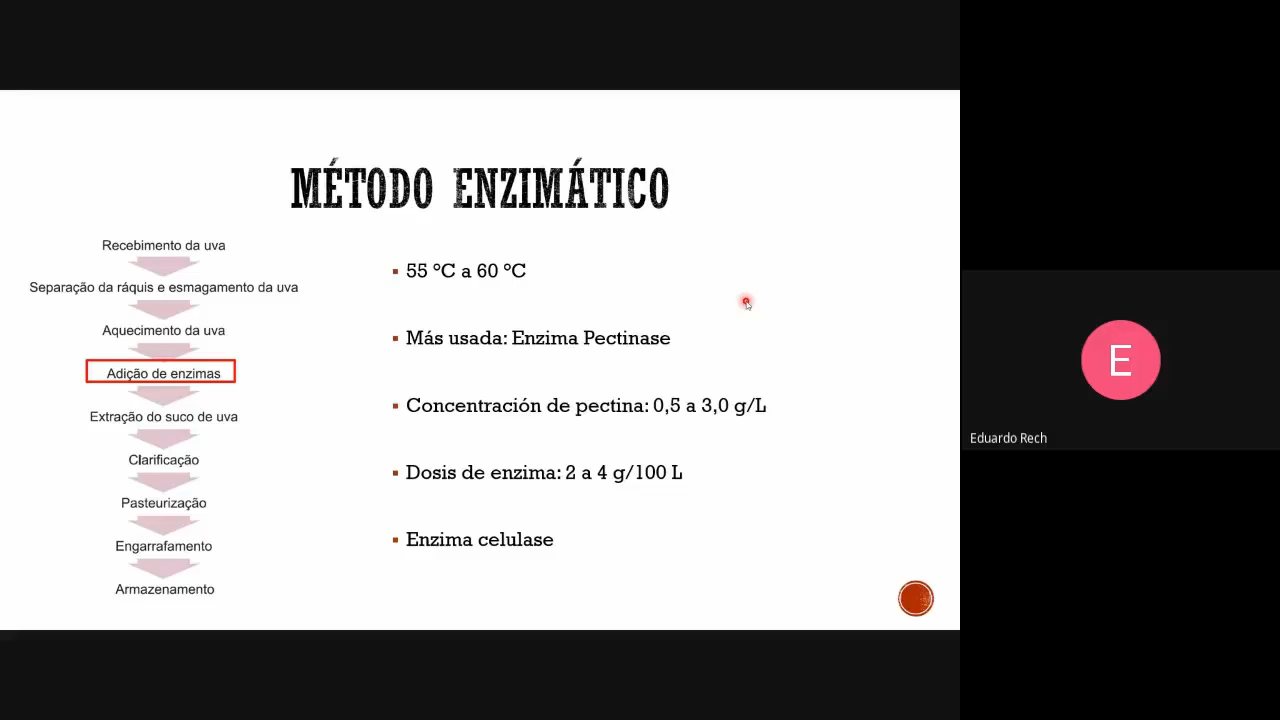 MÉTODO ENZIMÁTICO
Recebimento da uva
Separação da ráquis e esmagamento da uva
Aquecimento da uva
Adição de enzimas
Extração do suco de uva
Clarificação
Pasteurização
Engarrafamento
Armazenamento
▪ 55 °C a 60 °C
▪ Más usada: Enzima Pectinase
▪ Concentración de pectina: 0,5 a 3,0 g/L
▪ Dosis de enzima: 2 a 4 g/100 L
▪ Enzima celulase
E
Eduardo Rech